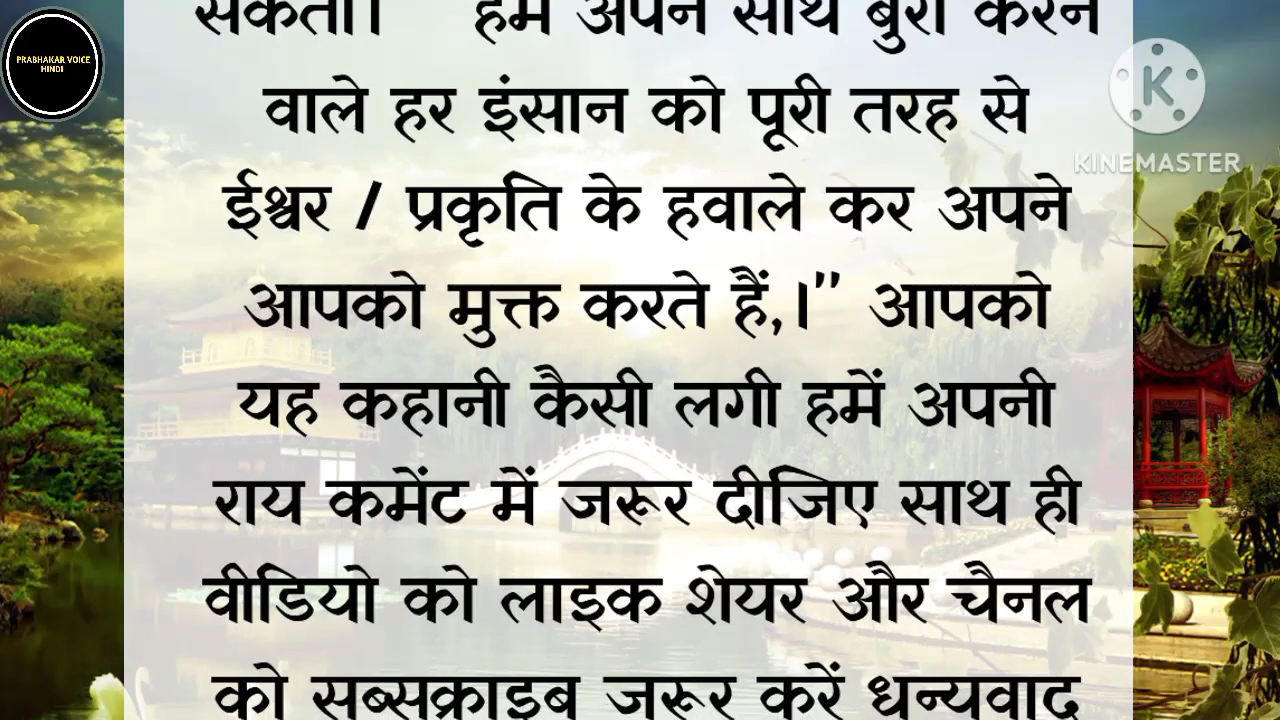 PRABHAKAR VOICE
HINDI
सकता। हम अपने साथ बुरा करने
वाले हर इंसान को पूरी तरह से
ईश्वर / प्रकृति के हवाले कर अपने
आपको मुक्त करते हैं,।” आपको
यह कहानी कैसी लगी हमें अपनी
राय कमेंट में जरूर दीजिए साथ ही
वीडियो को लाइक शेयर और चैनल
को सब्सक्राइब जरूर करें धन्यवाद
K
KINEMASTER